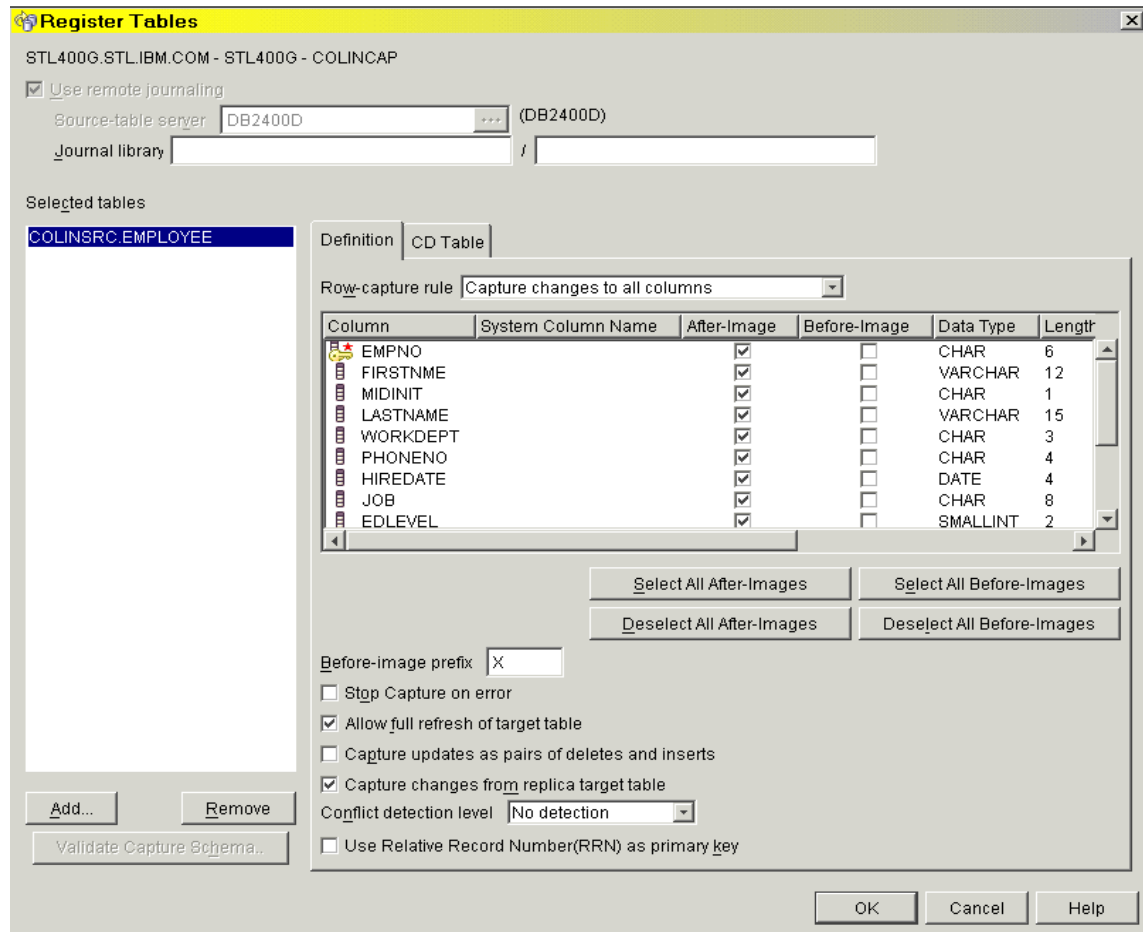 Register Tables
STL400G.STL.IBM.COM - STL400G - COLINCAP
Use remote journaling
Source-table server DB2400D ... (DB2400D)
Journal library /
Selected tables
COLINSRC.EMPLOYEE
Definition CD Table
Row-capture rule Capture changes to all columns
Column System Column Name After-Image Before-Image Data Type Length
EMPNO CHAR 6
FIRSTNME VARCHAR 12
MIDINIT CHAR 1
LASTNAME VARCHAR 15
WORKDEPT CHAR 3
PHONENO CHAR 4
HIREDATE DATE 4
JOB CHAR 8
EDLEVEL SMALLINT 2
Select All After-Images Select All Before-Images
Deselect All After-Images Deselect All Before-Images
Before-image prefix X
Stop Capture on error
Allow full refresh of target table
Capture updates as pairs of deletes and inserts
Capture changes from replica target table
Add... Remove
Conflict detection level No detection
Validate Capture Schema..
Use Relative Record Number(RRN) as primary key
OK Cancel Help